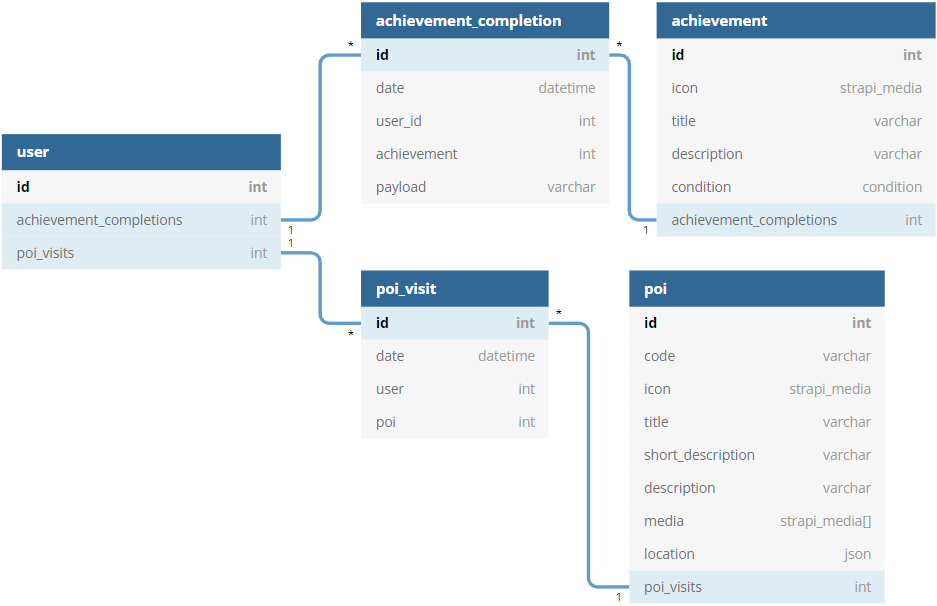 achievement_completion
id int
date datetime
user_id int
achievement int
payload varchar
achievement
id int
icon strapi_media
title varchar
description varchar
condition condition
achievement_completions int
user
id int
achievement_completions int
poi_visits int
poi_visit
id int
date datetime
user int
poi int
poi
id int
code varchar
icon strapi_media
title varchar
short_description varchar
description varchar
media strapi_media[]
location json
poi_visits int
*
*
1
1
1
*
*
1